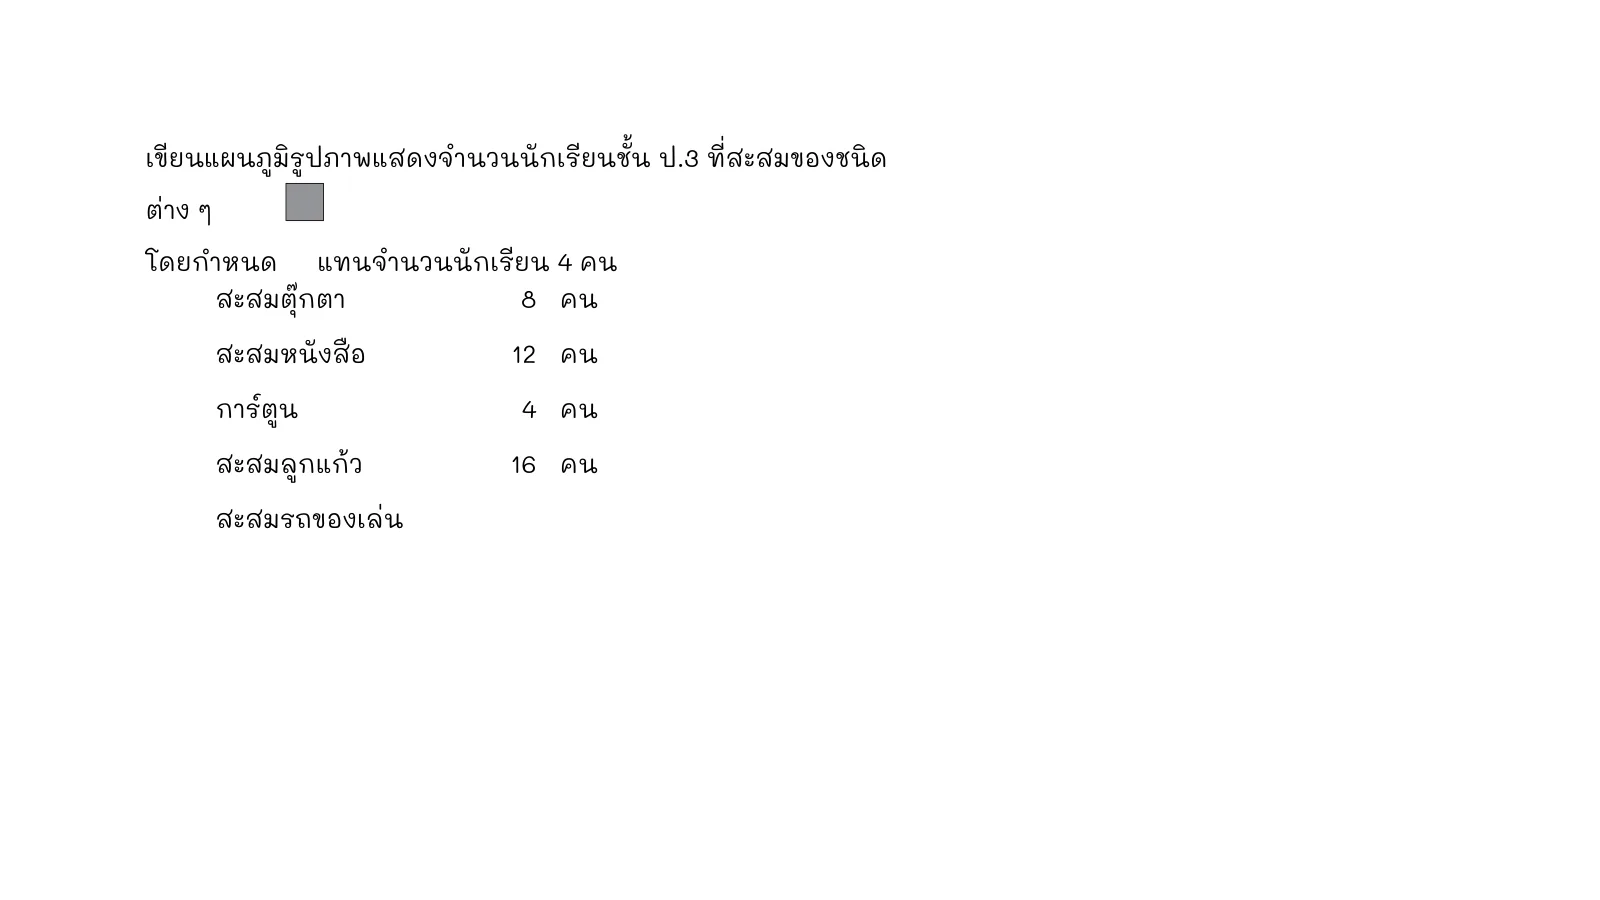 เขียนแผนภูมิรูปภาพแสดงจำนวนนักเรียนชั้น ป.3 ที่สะสมของชนิด
ต่าง ๆ
โดยกำหนด แทนจำนวนนักเรียน 4 คน
สะสมตุ๊กตา 8 คน
สะสมหนังสือ 12 คน
การ์ตูน 4 คน
สะสมลูกแก้ว 16 คน
สะสมรถของเล่น